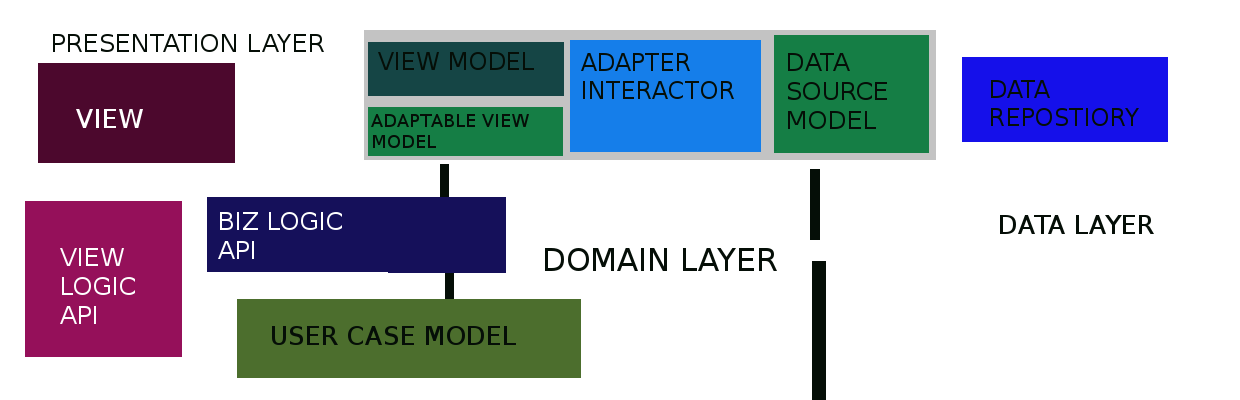 PRESENTATION LAYER
VIEW
VIEW MODEL
ADAPTABLE VIEW
MODEL
ADAPTER
INTERACTOR
DATA
SOURCE
MODEL
DATA
REPOSTIORY
VIEW
LOGIC
API
BIZ LOGIC
API
DOMAIN LAYER
DATA LAYER
USER CASE MODEL